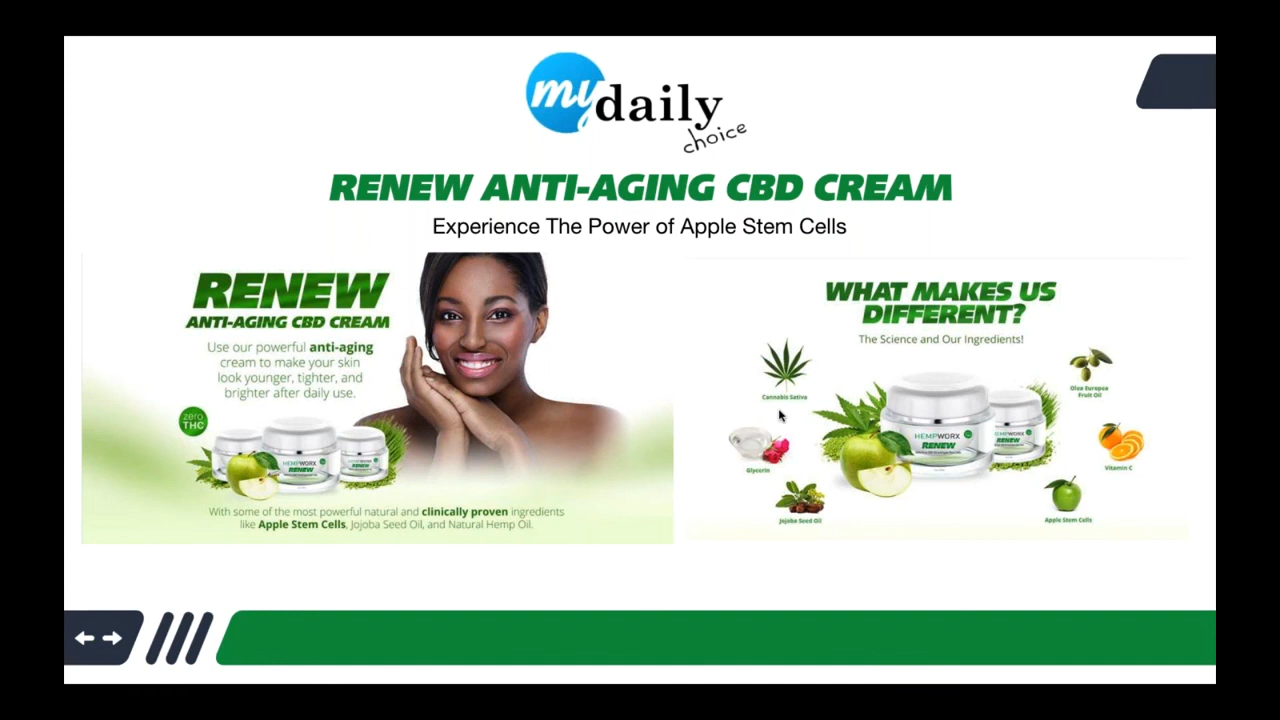 my daily
choice
RENEW ANTI-AGING CBD CREAM
Experience The Power of Apple Stem Cells
RENEW
ANTI-AGING CBD CREAM
Use our powerful anti-aging
cream to make your skin
look younger, tighter, and
brighter after daily use.
zero
THC
HEMPWORX
RENEW
With some of the most powerful natural and clinically proven ingredients
like Apple Stem Cells, Jojoba Seed Oil, and Natural Hemp Oil.
WHAT MAKES US
DIFFERENT?
The Science and Our Ingredients!
Cannabis Sativa
Olea Europea
Fruit Oil
HEMPWORX
RENEW
Glycerin
Vitamin C
Jojoba Seed Oil
Apple Stem Cells